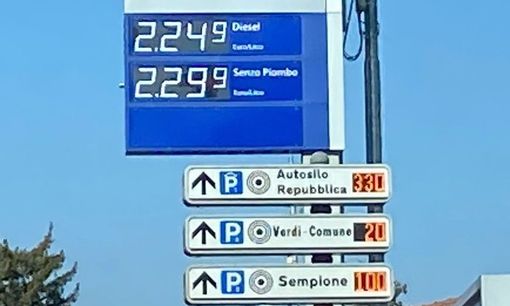 2.249 Diesel
Euro/Litro
2.299 Senza Piombo
Euro/Litro
P Autosilo
Repubblica 330
P Verdi-Comune 20
P Sempione 100